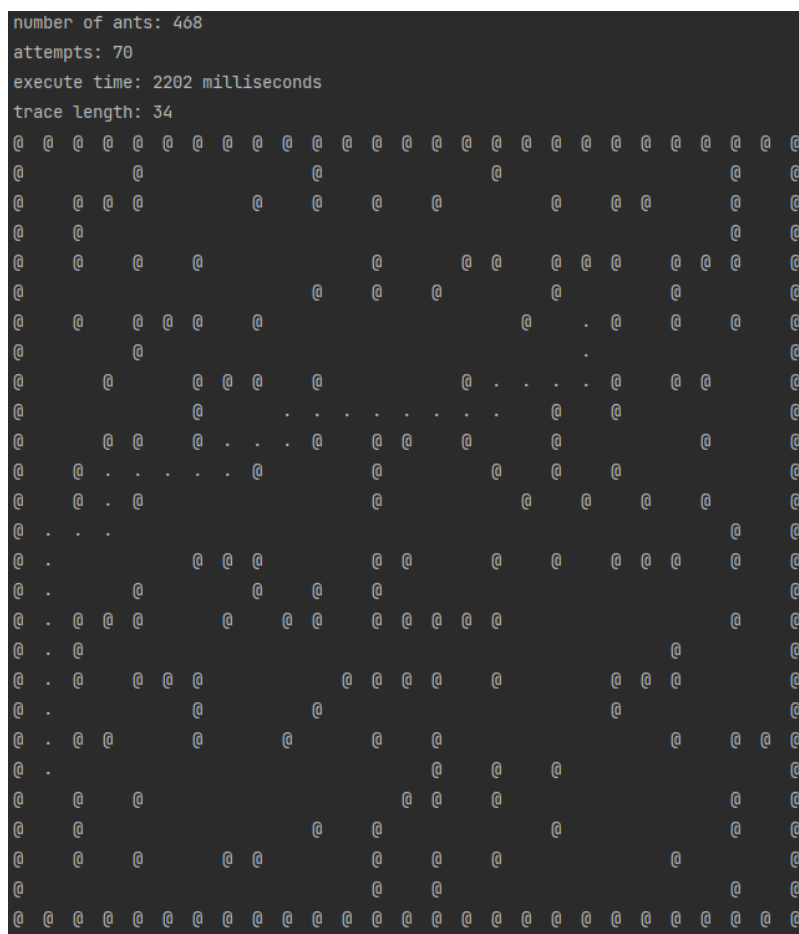 number of ants: 468
attempts: 70
execute time: 2202 milliseconds
trace length: 34
@ @ @ @ @ @ @ @ @ @ @ @ @ @ @ @ @ @ @ @ @ @ @ @ @ @ @
@ @ @ @ @ @
@ @ @ @ @ @ @ @ @ @ @ @ @
@ @ @ @
@ @ @ @ @ @ @ @ @ @ @ @ @ @
@ @ @ @ @ @ @
@ @ @ @ @ @ @ . @ @ @ @
@ @ . @
@ @ @ @ @ @ @ . . . . @ @ @ @
@ @ . . . . . . . . @ @ @
@ @ @ @ . . . @ @ @ @ @ @ @
@ @ . . . . . @ @ @ @ @ @
@ @ . @ @ @ @ @ @ @
@ . . . @ @
@ . @ @ @ @ @ @ @ @ @ @ @ @
@ . @ @ @ @ @
@ . @ @ @ @ @ @ @ @ @ @ @ @ @
@ . @ @ @
@ . @ @ @ @ @ @ @ @ @ @ @ @ @
@ . @ @ @ @
@ . @ @ @ @ @ @ @ @ @ @
@ . @ @ @ @
@ @ @ @ @ @ @ @
@ @ @ @ @ @ @
@ @ @ @ @ @ @ @ @ @
@ @ @ @ @
@ @ @ @ @ @ @ @ @ @ @ @ @ @ @ @ @ @ @ @ @ @ @ @ @ @ @